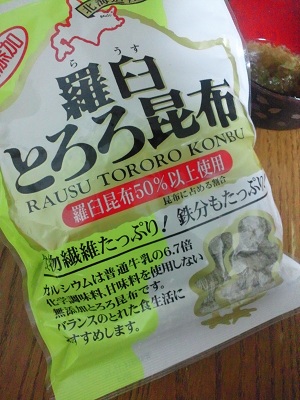 添加
北海道
らうす
羅臼
とろろ昆布
RAUSU TORORO KONBU
羅臼昆布50%以上使用
昆布に占める割合
物繊維たっぷり!鉄分もたっぷり!
カルシウムは普通牛乳の6.7倍
化学調味料、甘味料を使用しない
無添加とろろ昆布です。
バランスのとれた食生活に
おすすめします。